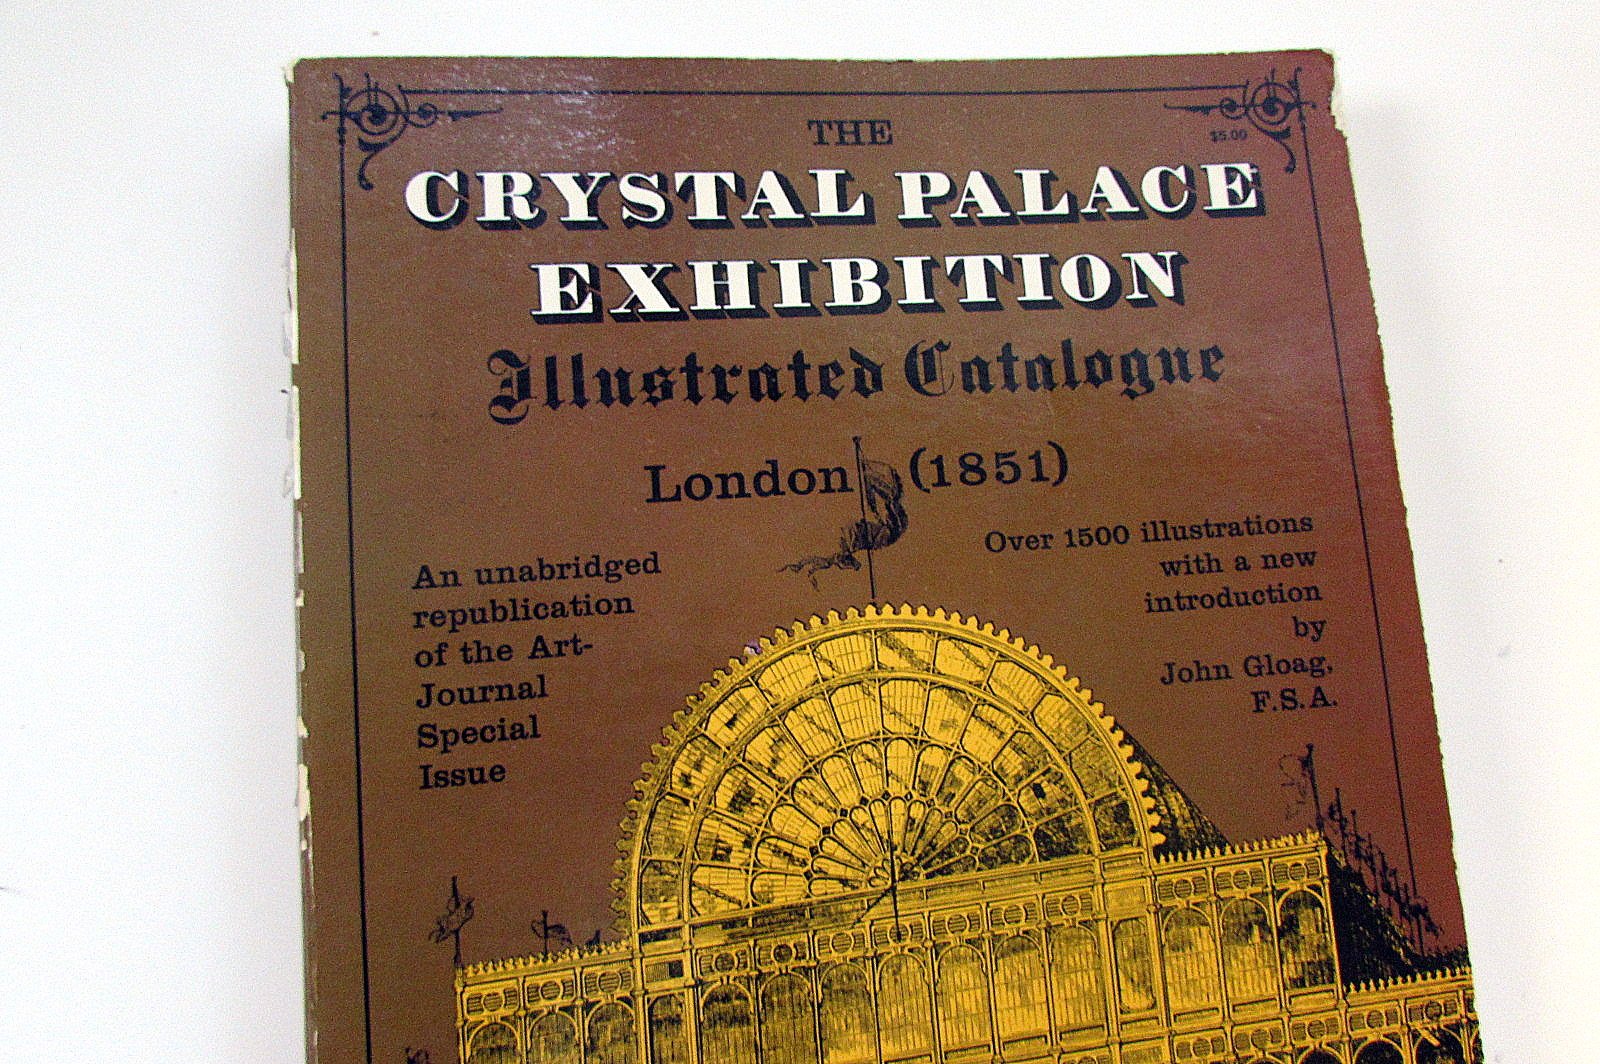 THE
$5.00
CRYSTAL PALACE
EXHIBITION
Illustrated Catalogue
London (1851)
An unabridged
republication
of the Art-
Journal
Special
Issue
Over 1500 illustrations
with a new
introduction
by
John Gloag,
F.S.A.